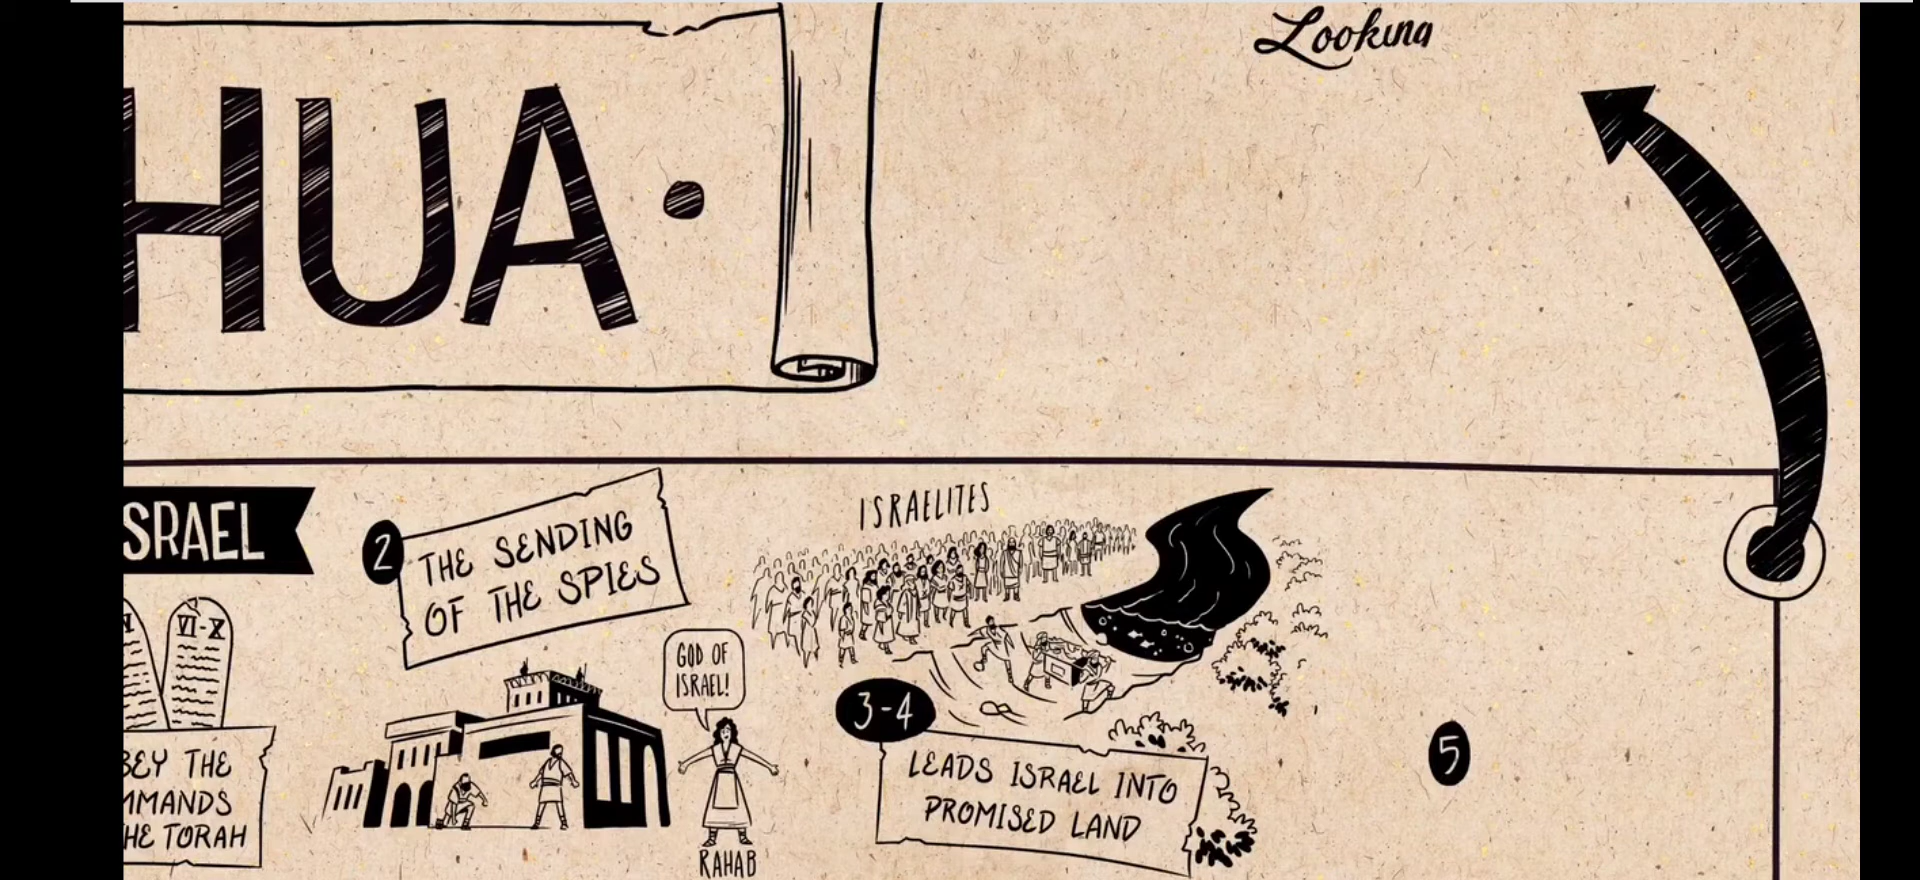 Looking
HUA
SRAEL
2
THE SENDING
OF THE SPIES
ISRAELITES
VI-X
GOD OF
ISRAEL!
3-4
5
BEY THE
MMANDS
HE TORAH
LEADS ISRAEL INTO
PROMISED LAND
RAHAB